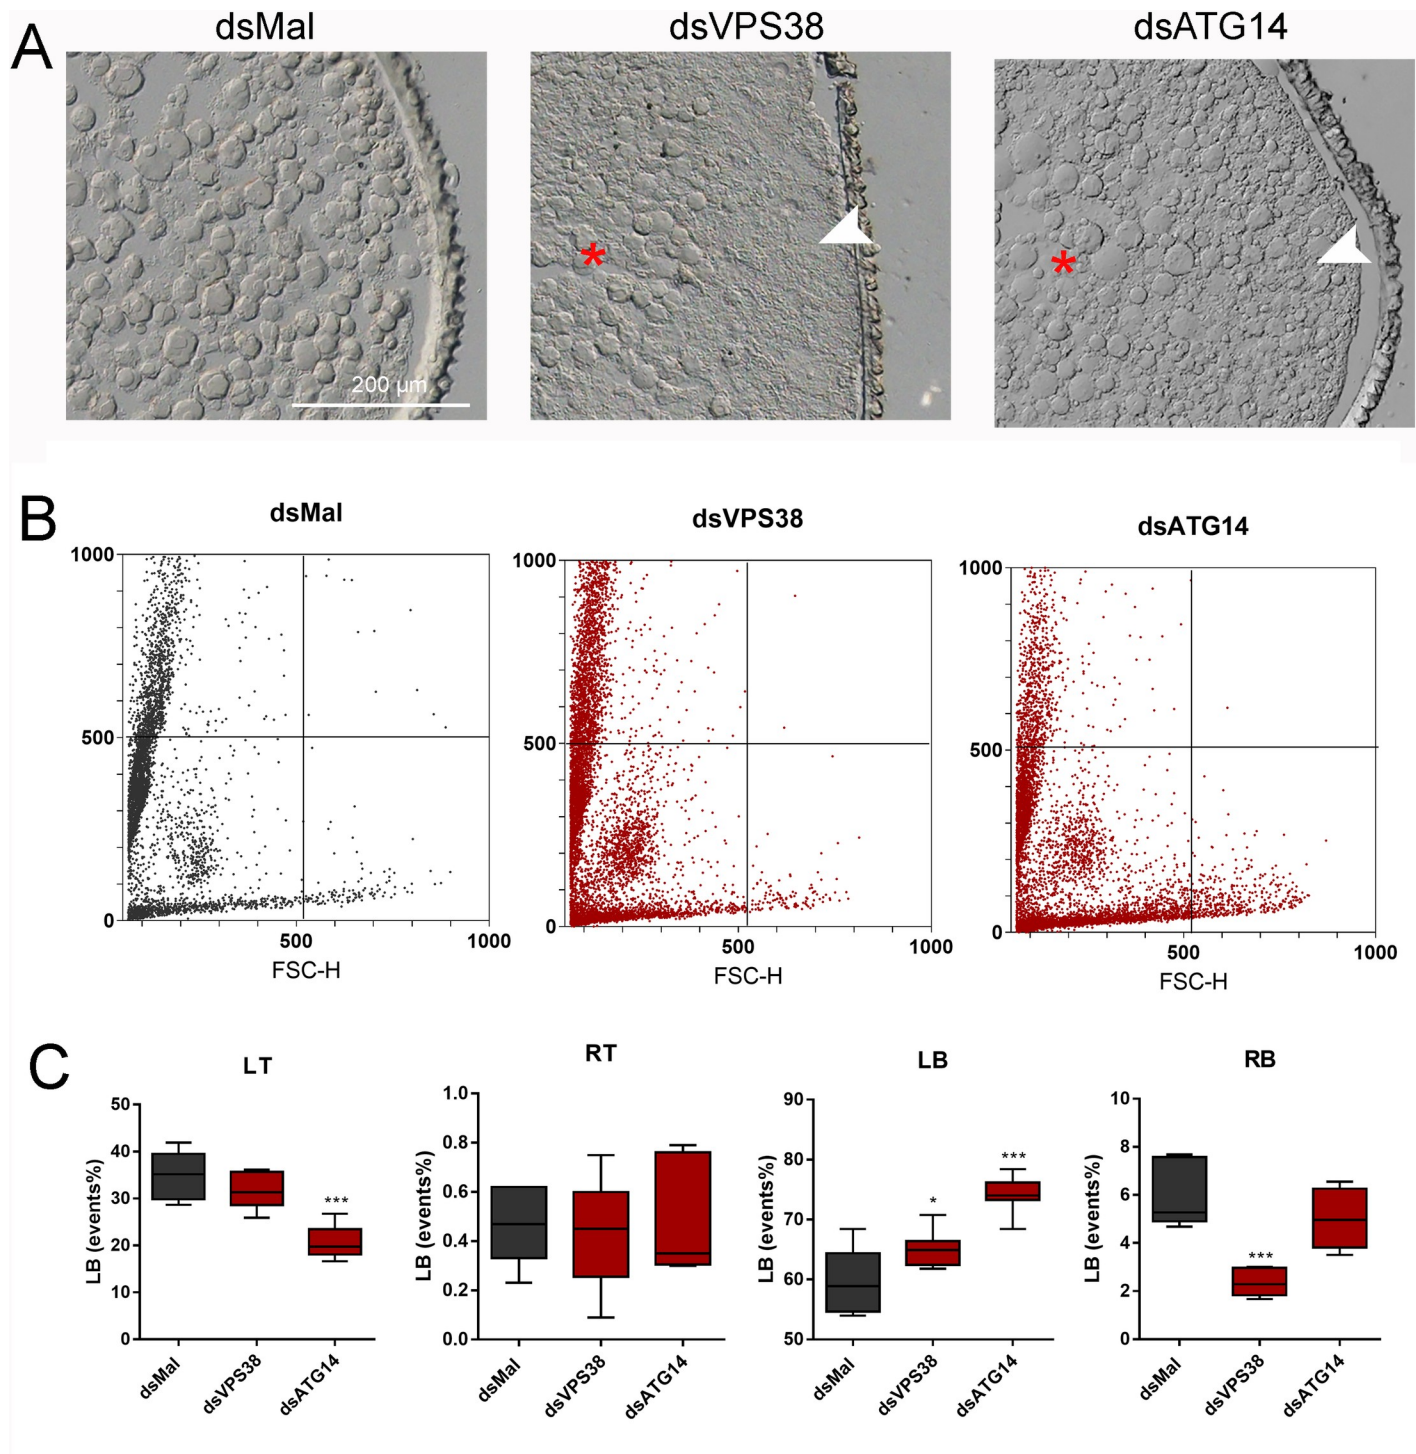 A
dsMal
dsVPS38
dsATG14
200 µm
*
*
B
dsMal
dsVPS38
dsATG14
1000
500
0
500
1000
FSC-H
1000
500
0
500
1000
FSC-H
1000
500
0
500
1000
FSC-H
C
LT
50
40
30
20
10
0
LB (events%)
***
dsMal
dsVPS38
dsATG14
RT
1.0
0.8
0.6
0.4
0.2
0.0
LB (events%)
dsMal
dsVPS38
dsATG14
LB
90
80
70
60
50
LB (events%)
*
***
dsMal
dsVPS38
dsATG14
RB
10
8
6
4
2
0
LB (events%)
***
dsMal
dsVPS38
dsATG14